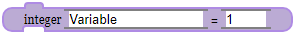 integer Variable = 1